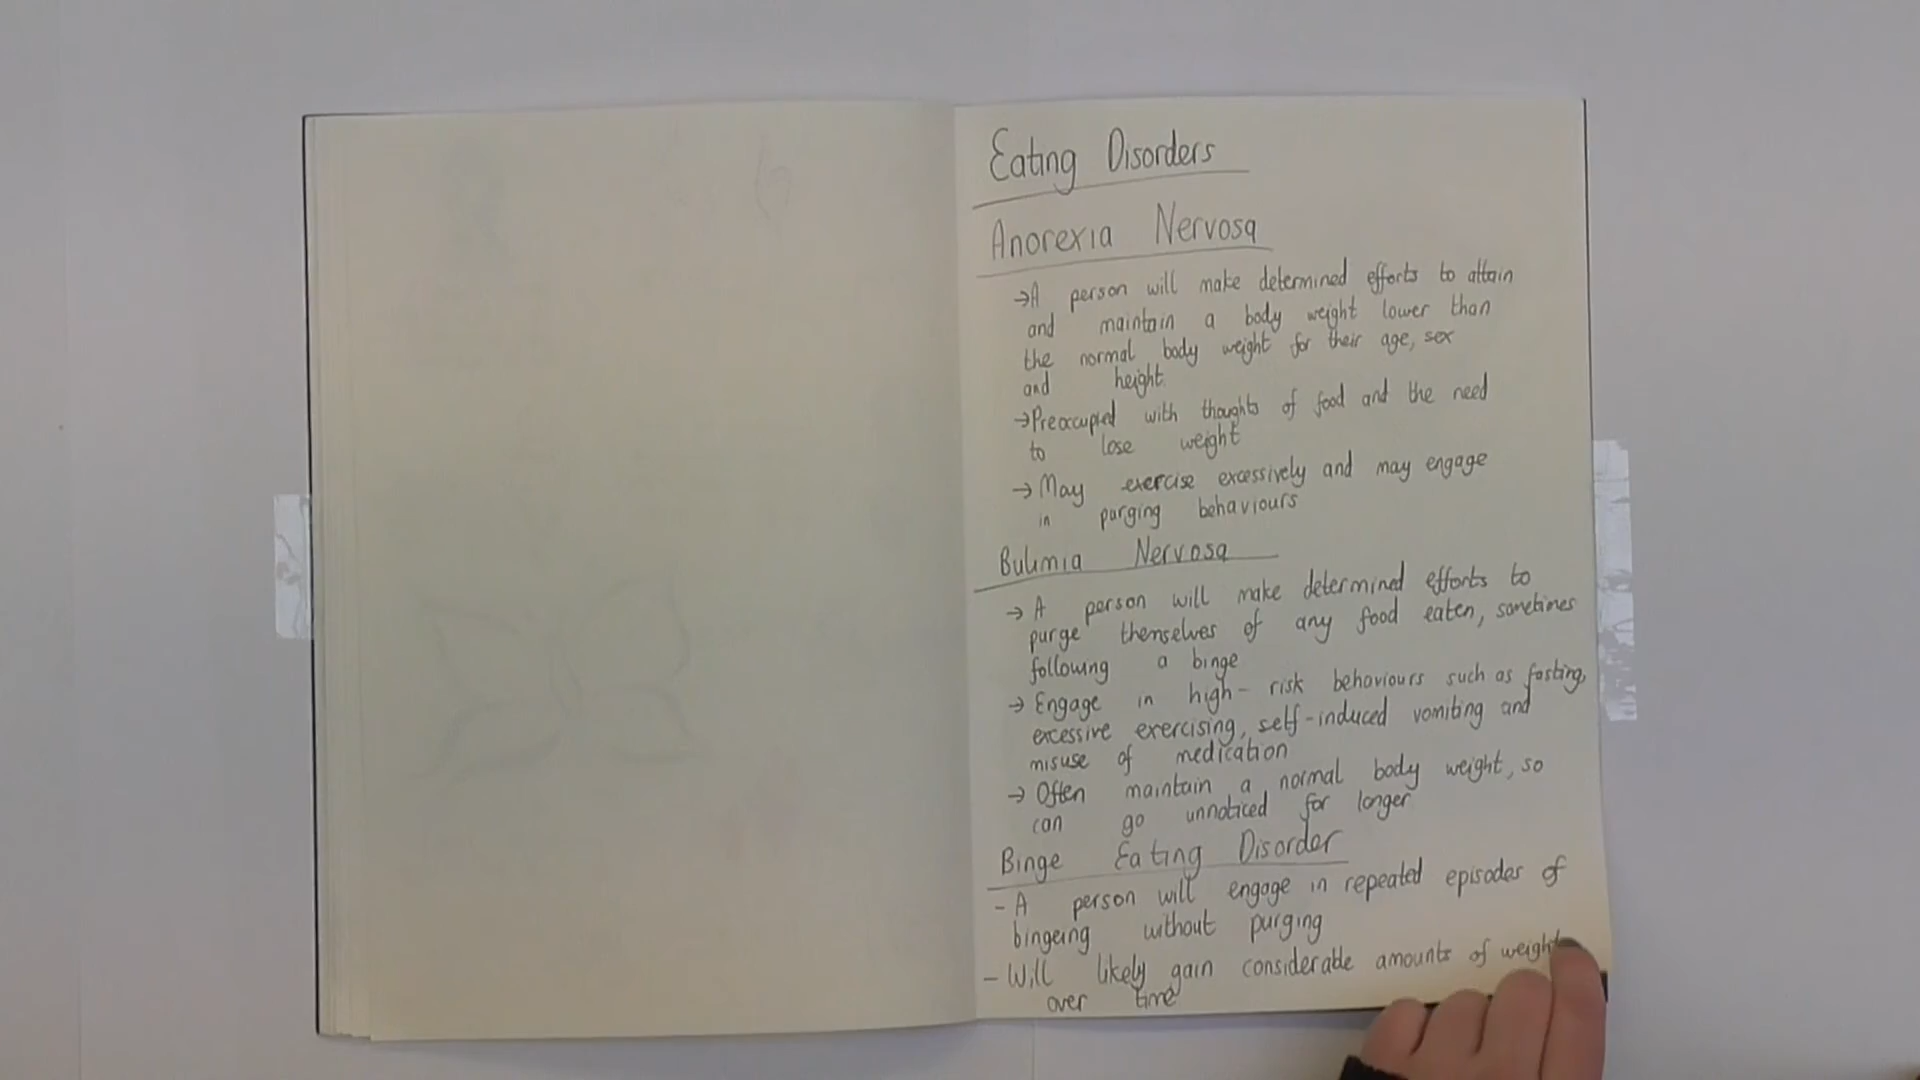 Eating Disorders
Anorexia Nervosa
→A person will make determined efforts to attain
and maintain a body weight lower than
the normal body weight for their age, sex
and height.
→Preoccupied with thoughts of food and the need
to lose weight
→ May exercise excessively and may engage
in purging behaviours
Bulimia Nervosa
→ A person will make determined efforts to
purge themselves of any food eaten, sometimes
following a binge
→ Engage in high-risk behaviours such as fasting,
excessive exercising, self-induced vomiting and
misuse of medication
→ Often maintain a normal body weight, so
can go unnoticed for longer
Binge Eating Disorder
- A person will engage in repeated episodes of
bingeing without purging
- Will likely gain considerable amounts of weight
over time